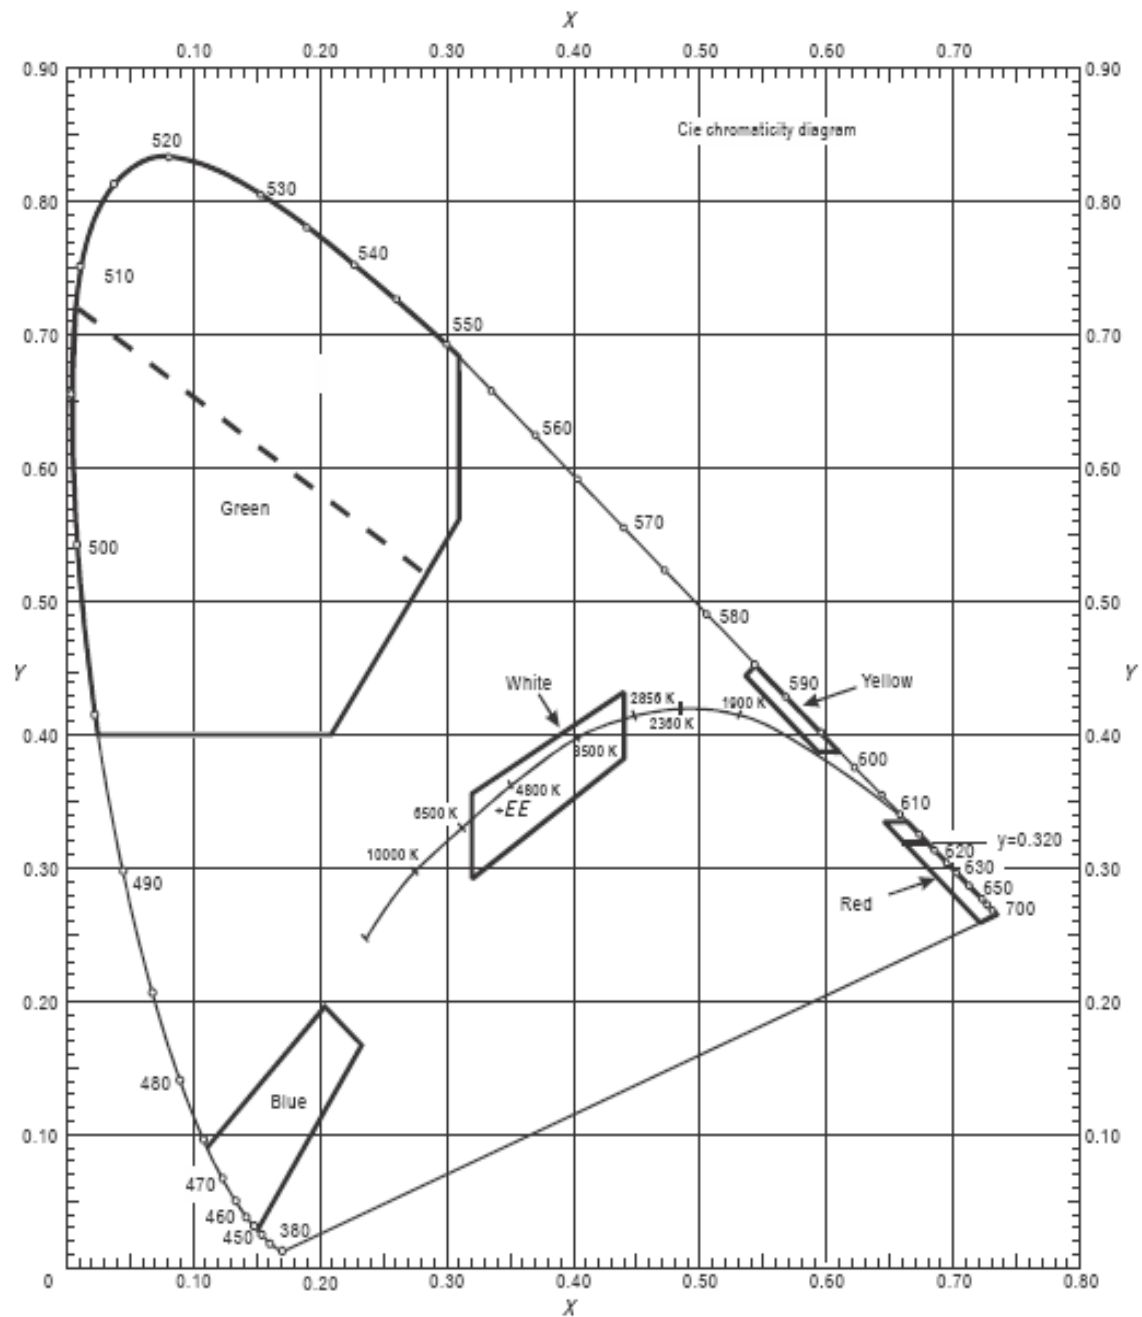 X
0.10 0.20 0.30 0.40 0.50 0.60 0.70
0.90 0.90
Cie chromaticity diagram
520
530
0.80 0.80
540
510
550
0.70 0.70
560
0.60 0.60
Green
570
500
0.50 0.50
580
Y Y
White
590 Yellow
2856 K
1900 K
2360 K
0.40 0.40
3500 K
600
4800 K
610
EE
6500 K
y=0.320
10000 K
620
0.30 0.30
630
490
650
Red
700
0.20 0.20
480
Blue
0.10 0.10
470
460
450
380
0 0.10 0.20 0.30 0.40 0.50 0.60 0.70 0.80
X